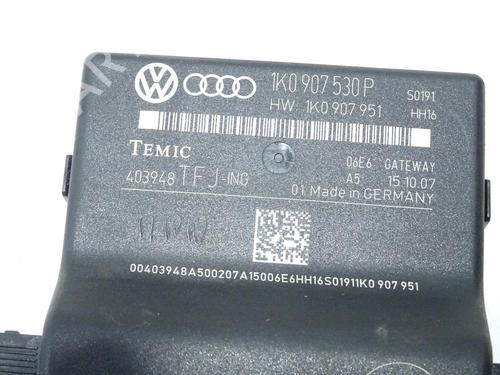 1K0 907 530 P S0191
HW: 1K0 907 951 HH16
TEMIC 06E6 GATEWAY
403948 TFJ-ING A5 15.10.07
01 Made in GERMANY
00403948A500207A15006E6HH16S01911K0 907 951